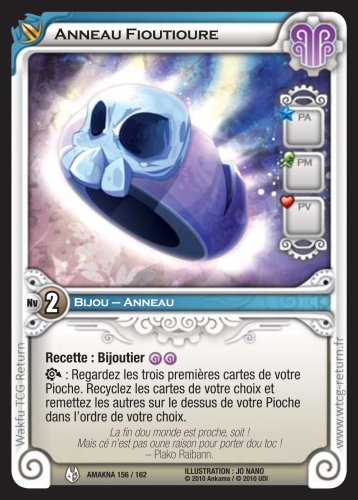 Anneau Fioutioure
PA
PM
PV
Nv 2
Bijou – Anneau
Recette : Bijoutier
: Regardez les trois premières cartes de votre
Pioche. Recyclez les cartes de votre choix et
remettez les autres sur le dessus de votre Pioche
dans l'ordre de votre choix.
La fin dou monde est proche, soit !
Mais cé n'est pas oune raison pour porter dou toc !
– Plako Raibann.
Wakfu TCG Return
www.wtcg-return.fr
AMAKNA 156 / 162
ILLUSTRATION : JO NANO
© 2010 Ankama / © 2010 UDI